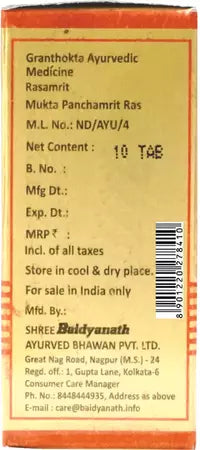 Granthokta Ayurvedic
Medicine
Rasamrit
Mukta Panchamrit Ras
M.L. No.: ND/AYU/4
Net Content : 10 TAB
B. No. :
Mfg Dt.:
Exp. Dt.:
MRP ₹ :
Incl. of all taxes
Store in cool & dry place.
For sale in India only
Mfd. By.:
SHREE Baidyanath
AYURVED BHAWAN PVT. LTD.
Great Nag Road, Nagpur (M.S.) - 24
Regd. off.: 1, Gupta Lane, Kolkata-6
Consumer Care Manager
Ph. No.: 8448444935, Address as above
E-mail : care@baidyanath.info
8901220278410